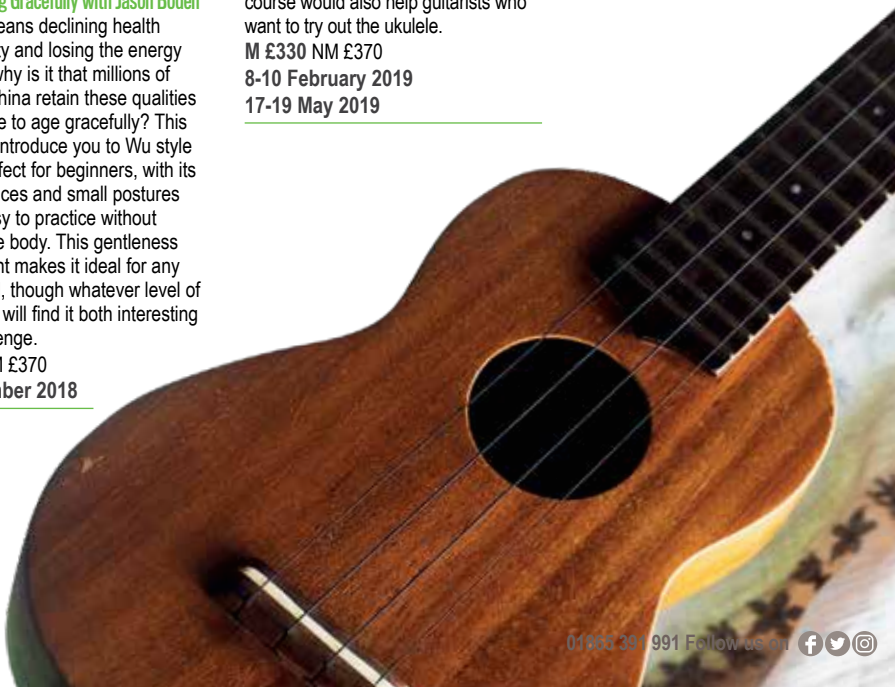 g Gracefully with Jason Boden
eans declining health
ty and losing the energy
why is it that millions of
hina retain these qualities
e to age gracefully? This
ntroduce you to Wu style
fect for beginners, with its
ces and small postures
sy to practice without
e body. This gentleness
nt makes it ideal for any
, though whatever level of
will find it both interesting
enge.
M £370
ber 2018
course would also help guitarists who
want to try out the ukulele.
M £330 NM £370
8-10 February 2019
17-19 May 2019
01865 391 991 Follow us on